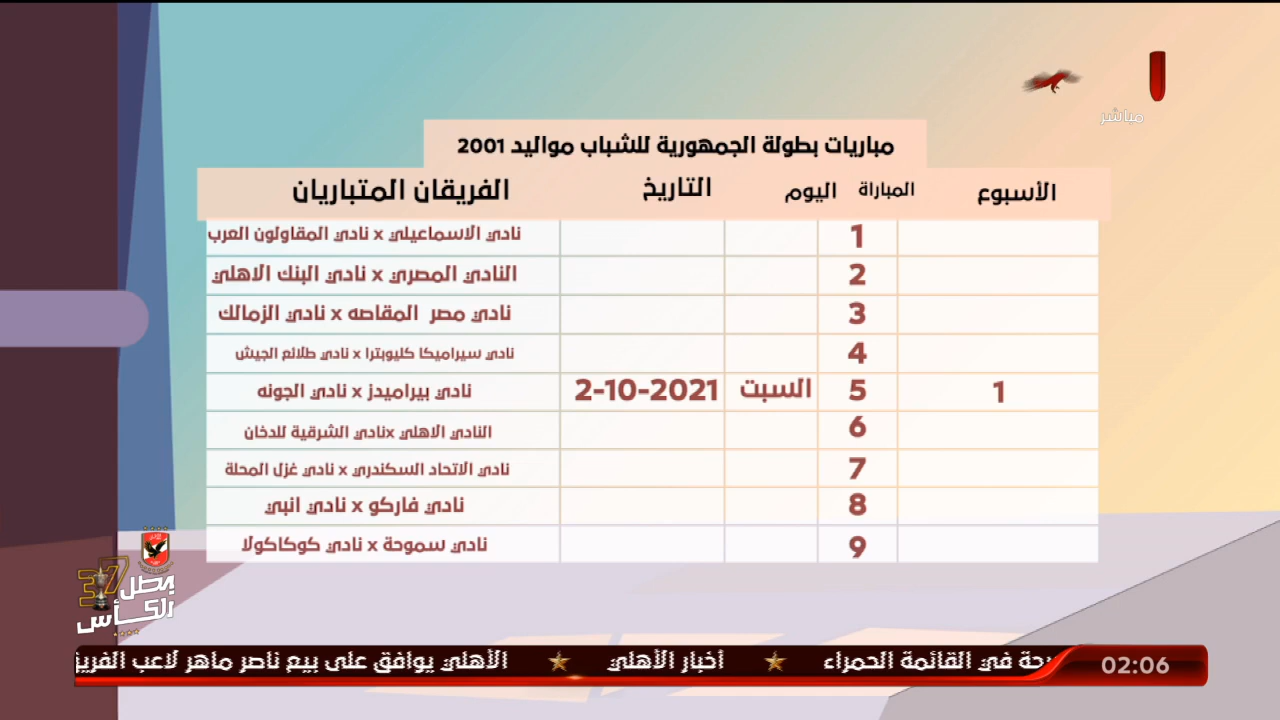 مباشر
مباريات بطولة الجمهورية للشباب مواليد 2001
الأسبوع المباراة اليوم التاريخ الفريقان المتباريان
1 نادي الاسماعيلي x نادي المقاولون العرب
2 النادي المصري x نادي البنك الاهلي
3 نادي مصر المقاصه x نادي الزمالك
4 نادي سيراميكا كليوبترا x نادي طلائع الجيش
1 5 السبت 2-10-2021 نادي بيراميدز x نادي الجونه
6 النادي الاهلي xنادي الشرقية للدخان
7 نادي الاتحاد السكندري x نادي غزل المحلة
8 نادي فاركو x نادي انبي
9 نادي سموحة x نادي كوكاكولا
37
بطل
الكأس
02:06 في القائمة الحمراء أخبار الأهلي الأهلي يوافق على بيع ناصر ماهر لاعب